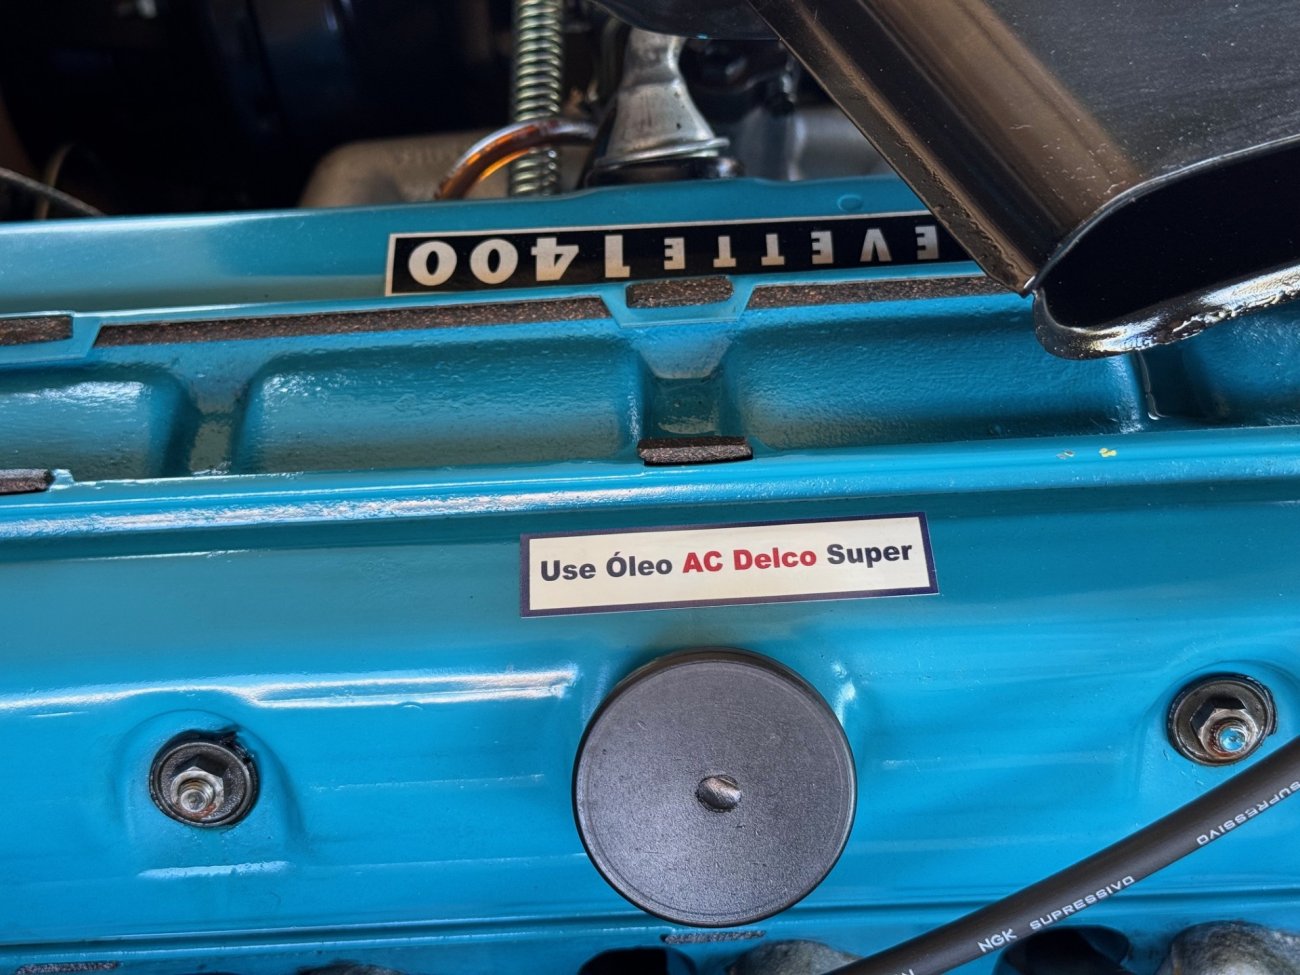 EVETTE 1400
Use Óleo AC Delco Super
SUPRESSIVO
NGK SUPRESSIVO